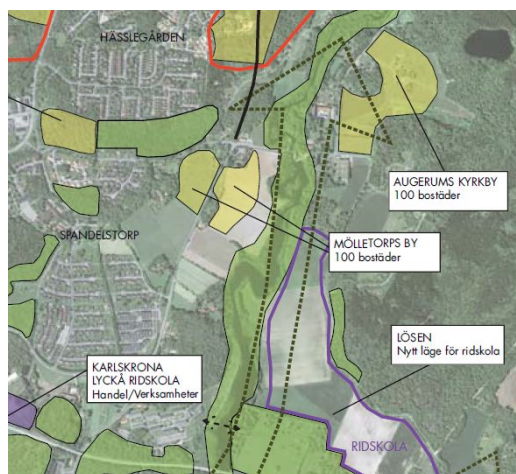 HÄSSLEGÅRDEN
AUGERUMS KYRKBY
100 bostäder
SPANDELSTORP
MÖLLETORPS BY
100 bostäder
LÖSEN
Nytt läge för ridskola
KARLSKRONA
LYCKÅ RIDSKOLA
Handel/Verksamheter
RIDSKOLA